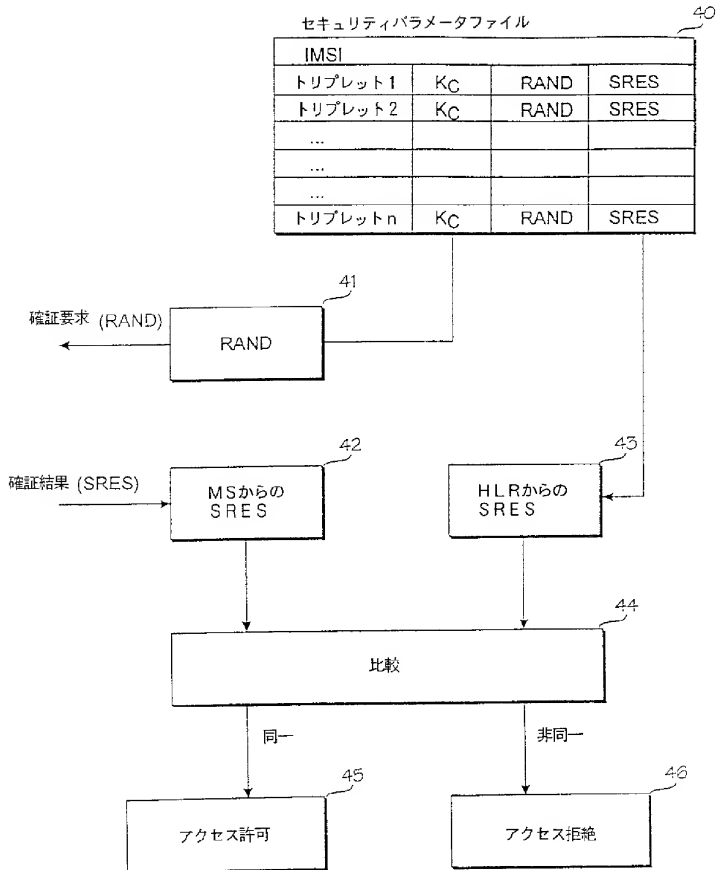 セキュリティパラメータファイル
40
IMSI
トリプレット1 KC RAND SRES
トリプレット2 KC RAND SRES
...
...
...
トリプレットn KC RAND SRES
41
確証要求 (RAND)
RAND
42
確証結果 (SRES)
MSからの
SRES
43
HLRからの
SRES
44
比較
同一
非同一
45
アクセス許可
46
アクセス拒絶